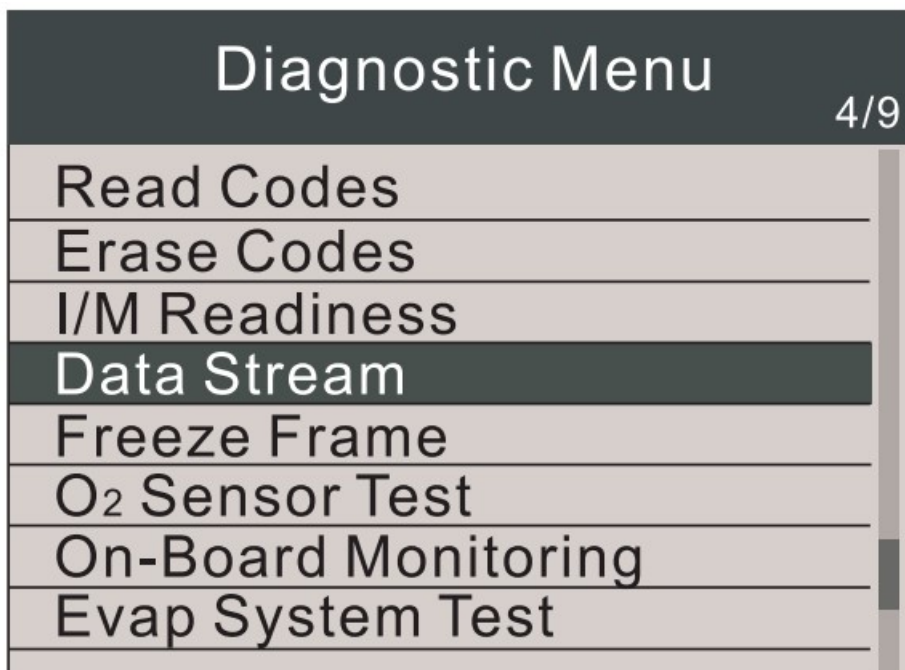 Diagnostic Menu
4/9
Read Codes
Erase Codes
I/M Readiness
Data Stream
Freeze Frame
O₂ Sensor Test
On-Board Monitoring
Evap System Test